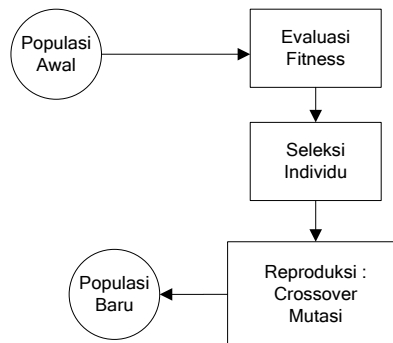 Populasi
Awal
Evaluasi
Fitness
Seleksi
Individu
Reproduksi :
Crossover
Mutasi
Populasi
Baru